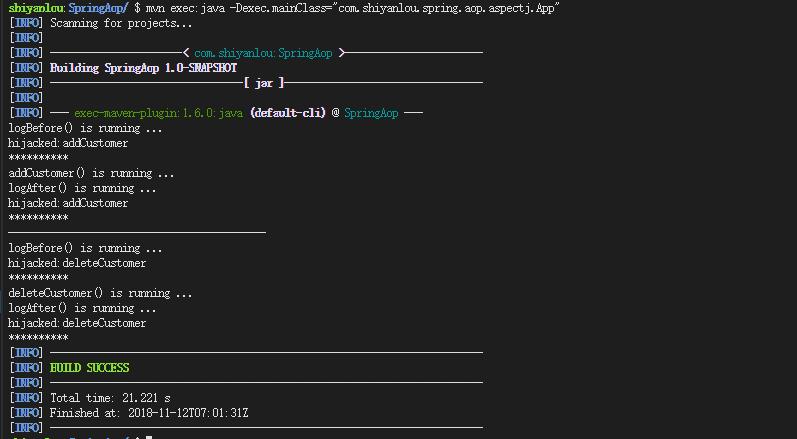 shiyanlou:SpringAop/ $ mvn exec:java -Dexec.mainClass="com.shiyanlou.spring.aop.aspectj.App"
[INFO] Scanning for projects...
[INFO]
[INFO] ------------------------< com.shiyanlou:SpringAop >------------------------
[INFO] Building SpringAop 1.0-SNAPSHOT
[INFO] --------------------------------[ jar ]---------------------------------
[INFO]
[INFO] --- exec-maven-plugin:1.6.0:java (default-cli) @ SpringAop ---
logBefore() is running ...
hijacked:addCustomer
**********
addCustomer() is running ...
logAfter() is running ...
hijacked:addCustomer
**********
-------------------------------------------
logBefore() is running ...
hijacked:deleteCustomer
**********
deleteCustomer() is running ...
logAfter() is running ...
hijacked:deleteCustomer
**********
[INFO] ------------------------------------------------------------------------
[INFO] BUILD SUCCESS
[INFO] ------------------------------------------------------------------------
[INFO] Total time: 21.221 s
[INFO] Finished at: 2018-11-12T07:01:31Z
[INFO] ------------------------------------------------------------------------